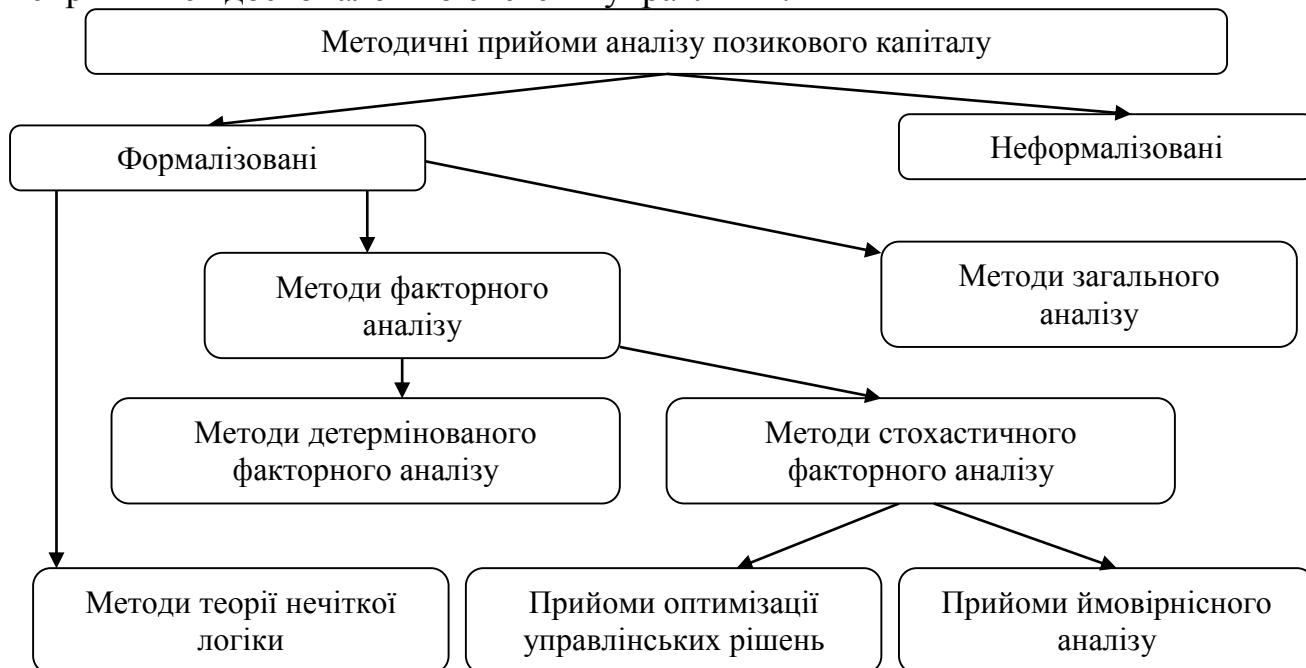 Методичні прийоми аналізу позикового капіталу
Формалізовані
Неформалізовані
Методи факторного
аналізу
Методи загального
аналізу
Методи детермінованого
факторного аналізу
Методи стохастичного
факторного аналізу
Методи теорії нечіткої
логіки
Прийоми оптимізації
управлінських рішень
Прийоми ймовірнісного
аналізу